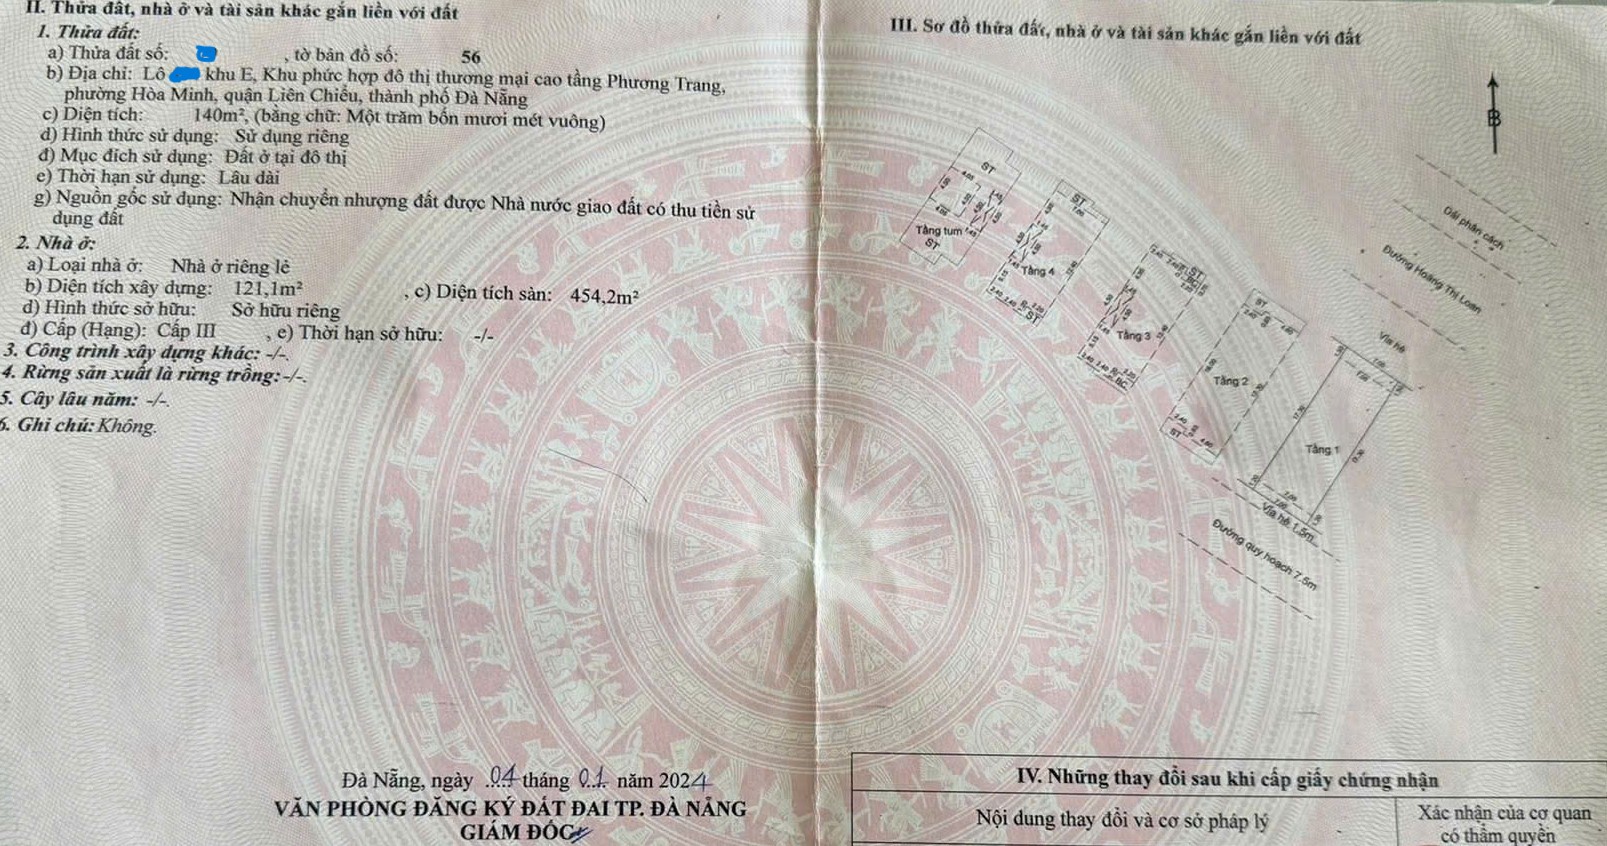 II. Thửa đất, nhà ở và tài sản khác gắn liền với đất
1. Thửa đất:
a) Thửa đất số: , tờ bản đồ số: 56
b) Địa chỉ: Lô khu E, Khu phức hợp đô thị thương mại cao tầng Phương Trang,
phường Hòa Minh, quận Liên Chiểu, thành phố Đà Nẵng
c) Diện tích: 140m², (bằng chữ: Một trăm bốn mươi mét vuông)
d) Hình thức sử dụng: Sử dụng riêng
đ) Mục đích sử dụng: Đất ở tại đô thị
e) Thời hạn sử dụng: Lâu dài
g) Nguồn gốc sử dụng: Nhận chuyển nhượng đất được Nhà nước giao đất có thu tiền sử
dụng đất
2. Nhà ở:
a) Loại nhà ở: Nhà ở riêng lẻ
b) Diện tích xây dựng: 121,1m² , c) Diện tích sàn: 454,2m²
d) Hình thức sở hữu: Sở hữu riêng
đ) Cấp (Hạng): Cấp III , e) Thời hạn sở hữu: -/-
3. Công trình xây dựng khác: -/-.
4. Rừng sản xuất là rừng trồng: -/-.
5. Cây lâu năm: -/-.
6. Ghi chú: Không.
Đà Nẵng, ngày 04 tháng 01 năm 2024
VĂN PHÒNG ĐĂNG KÝ ĐẤT ĐAI TP. ĐÀ NẴNG
GIÁM ĐỐC
III. Sơ đồ thửa đất, nhà ở và tài sản khác gắn liền với đất
B
Dải phân cách
Đường Hoàng Thị Loan
Vỉa hè
ST
Tầng tum
ST
ST
Tầng 4
ST
ST
Tầng 3
ST
Tầng 2
ST
Tầng 1
Vỉa hè 1,5m
Đường quy hoạch 7.5m
IV. Những thay đổi sau khi cấp giấy chứng nhận
Nội dung thay đổi và cơ sở pháp lý
Xác nhận của cơ quan
có thẩm quyền